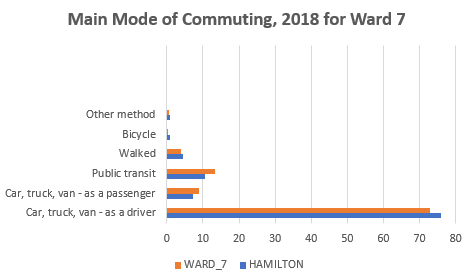 Main Mode of Commuting, 2018 for Ward 7
Other method
Bicycle
Walked
Public transit
Car, truck, van - as a passenger
Car, truck, van - as a driver
0 10 20 30 40 50 60 70 80
WARD_7 HAMILTON